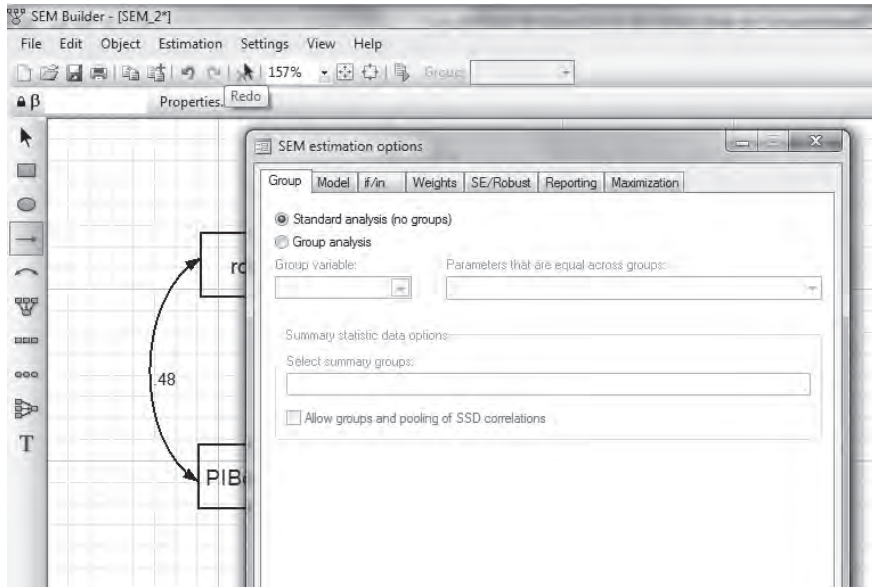 SEM Builder - [SEM_2*]
File Edit Object Estimation Settings View Help
157% Group:
β Properties. Redo
SEM estimation options
Group Model if/in Weights SE/Robust Reporting Maximization
Standard analysis (no groups)
Group analysis
Group variable: Parameters that are equal across groups:
Summary statistic data options
Select summary groups:
Allow groups and pooling of SSD correlations
.48
T